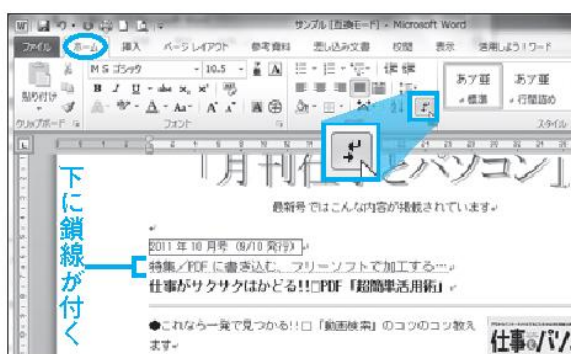 サンプル [互換モード] - Microsoft Word
ファイル ホーム 挿入 ページ レイアウト 参考資料 差し込み文書 校閲 表示 活用しよう！ワード
ＭＳ ゴシック 10.5
貼り付け
B I U abc x₂ x²
あア亜 あア亜
標準 行間詰め
クリップボード フォント スタイル
「月刊仕事とパソコン」
最新号ではこんな内容が掲載されています
2011 年 10 月号（9/10 発行）
特集／PDF に書き込む、フリーソフトで加工する…
仕事がサクサクはかどる!!□PDF「超簡単活用術」
●これなら一発で見つかる!!□「動画検索」のコツのコツ教え
ます
仕事のパソ
下に鎖線が付く